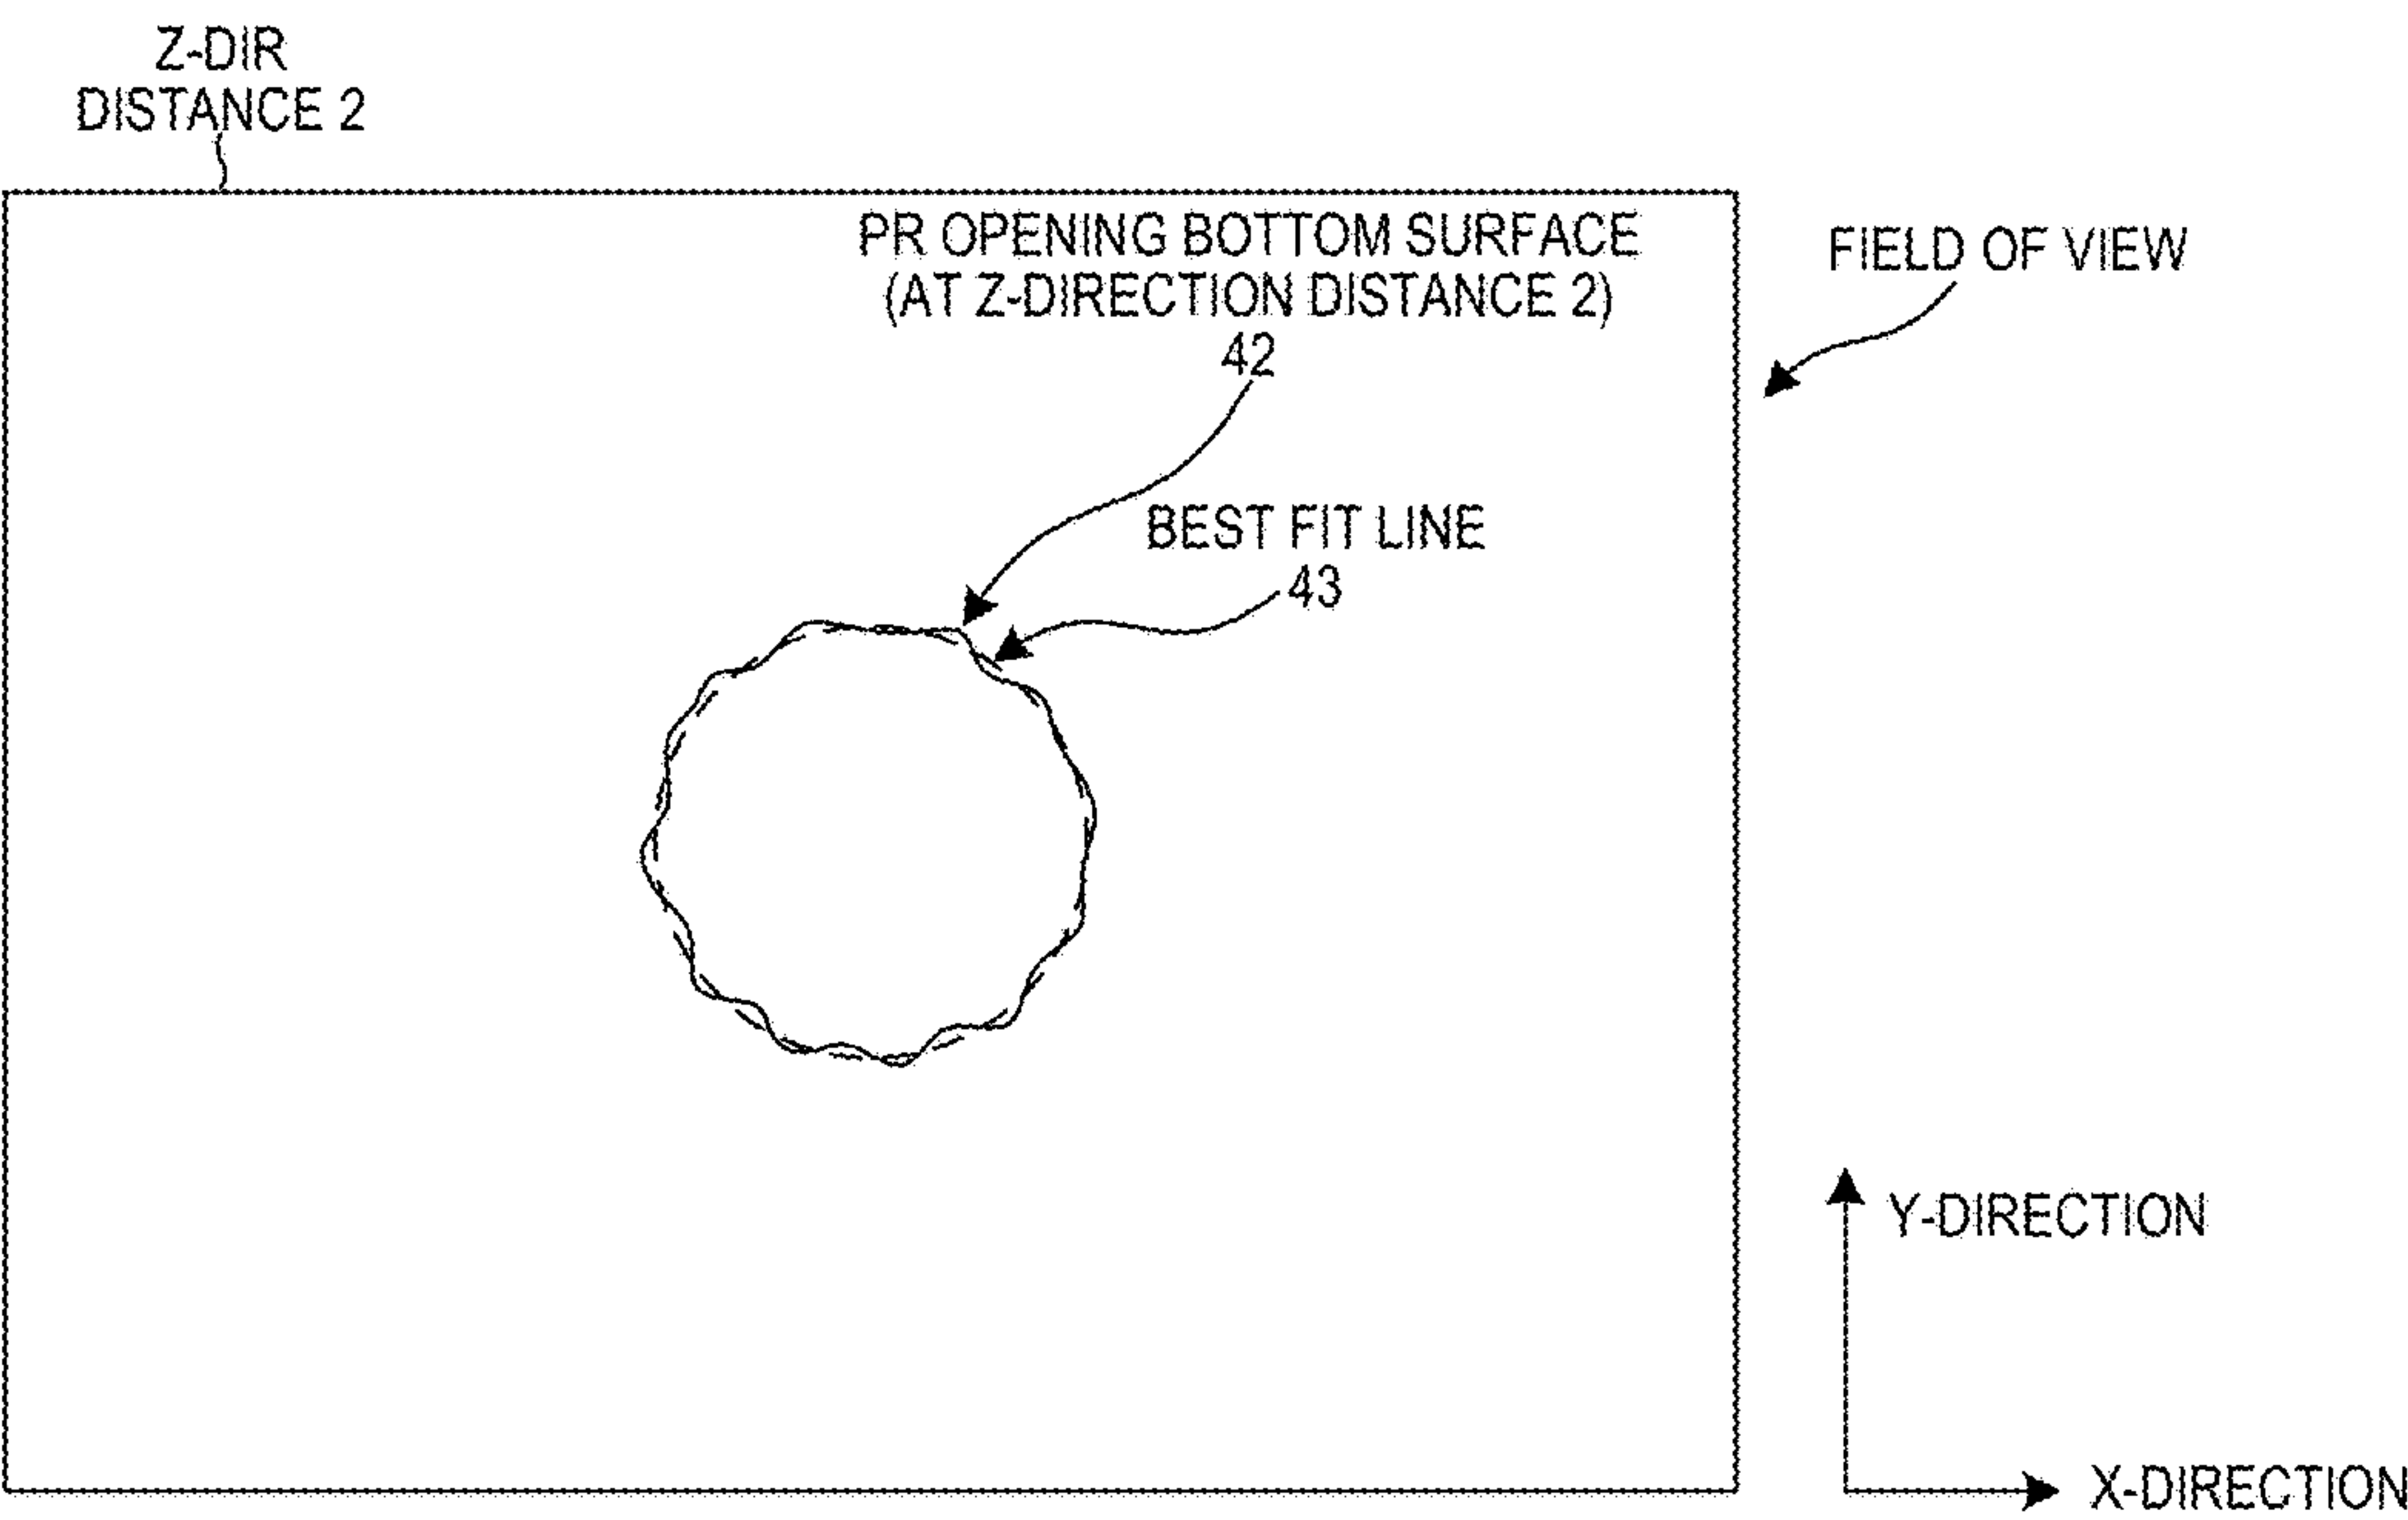 Z-DIR
DISTANCE 2
PR OPENING BOTTOM SURFACE
(AT Z-DIRECTION DISTANCE 2)
42
FIELD OF VIEW
BEST FIT LINE
43
Y-DIRECTION
X-DIRECTION